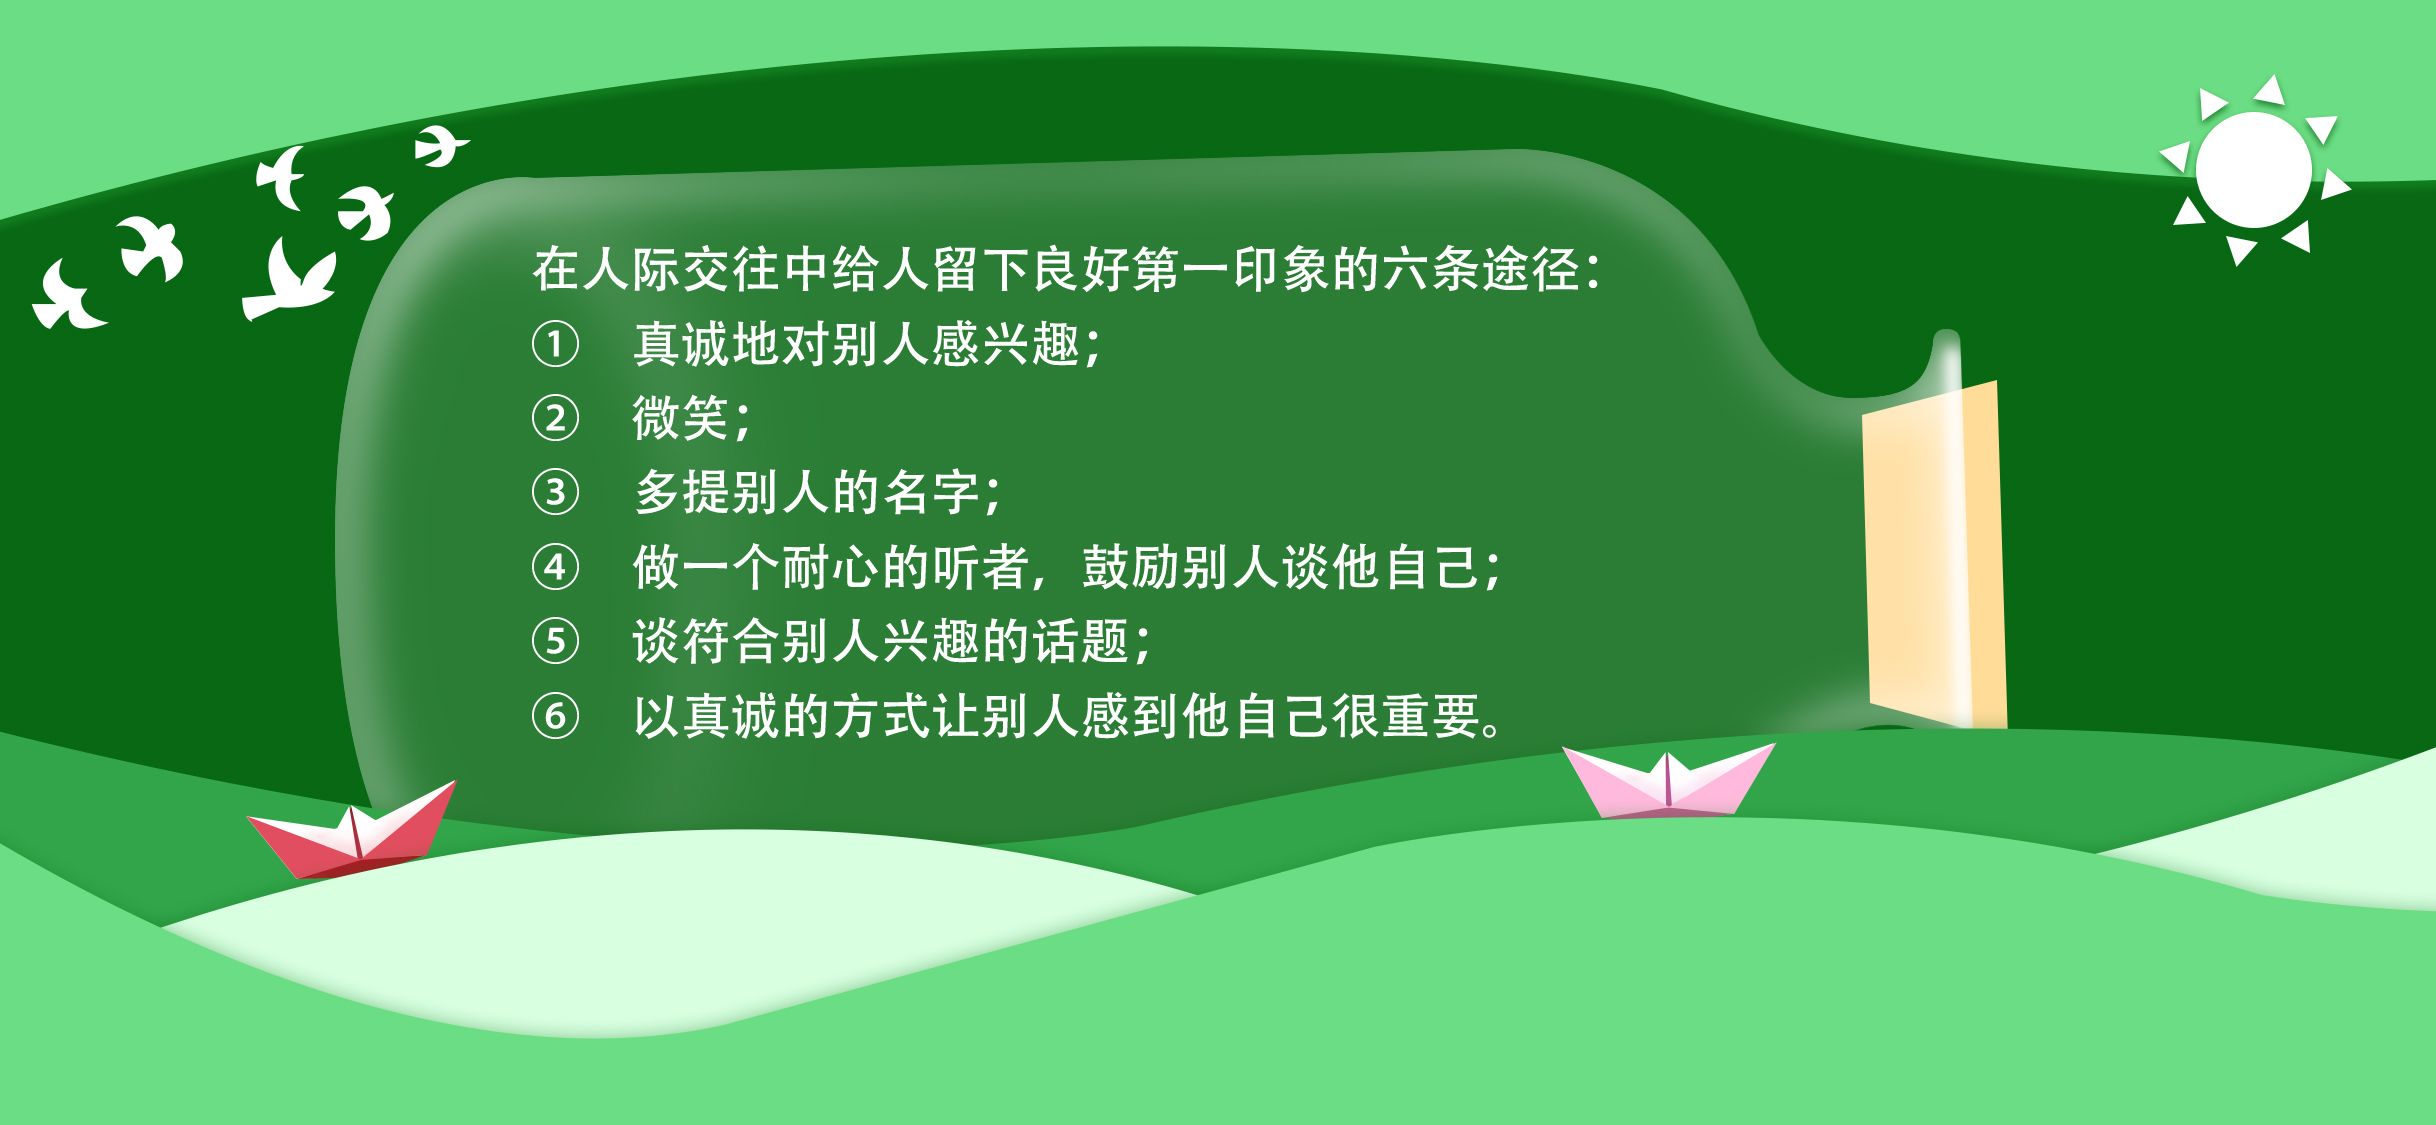 在人际交往中给人留下良好第一印象的六条途径：
① 真诚地对别人感兴趣；
② 微笑；
③ 多提别人的名字；
④ 做一个耐心的听者，鼓励别人谈他自己；
⑤ 谈符合别人兴趣的话题；
⑥ 以真诚的方式让别人感到他自己很重要。